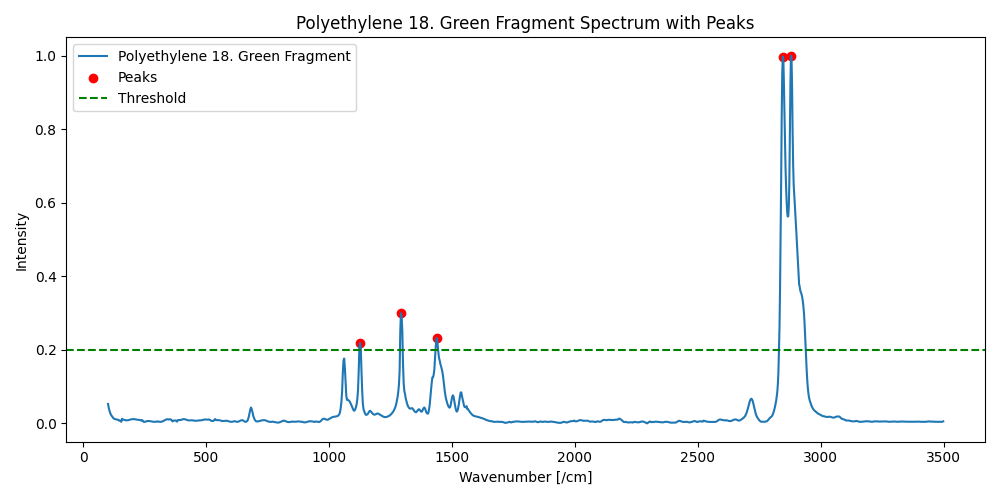 Polyethylene 18. Green Fragment Spectrum with Peaks
Polyethylene 18. Green Fragment
Peaks
Threshold
Intensity
1.0
0.8
0.6
0.4
0.2
0.0
0 500 1000 1500 2000 2500 3000 3500
Wavenumber [/cm]